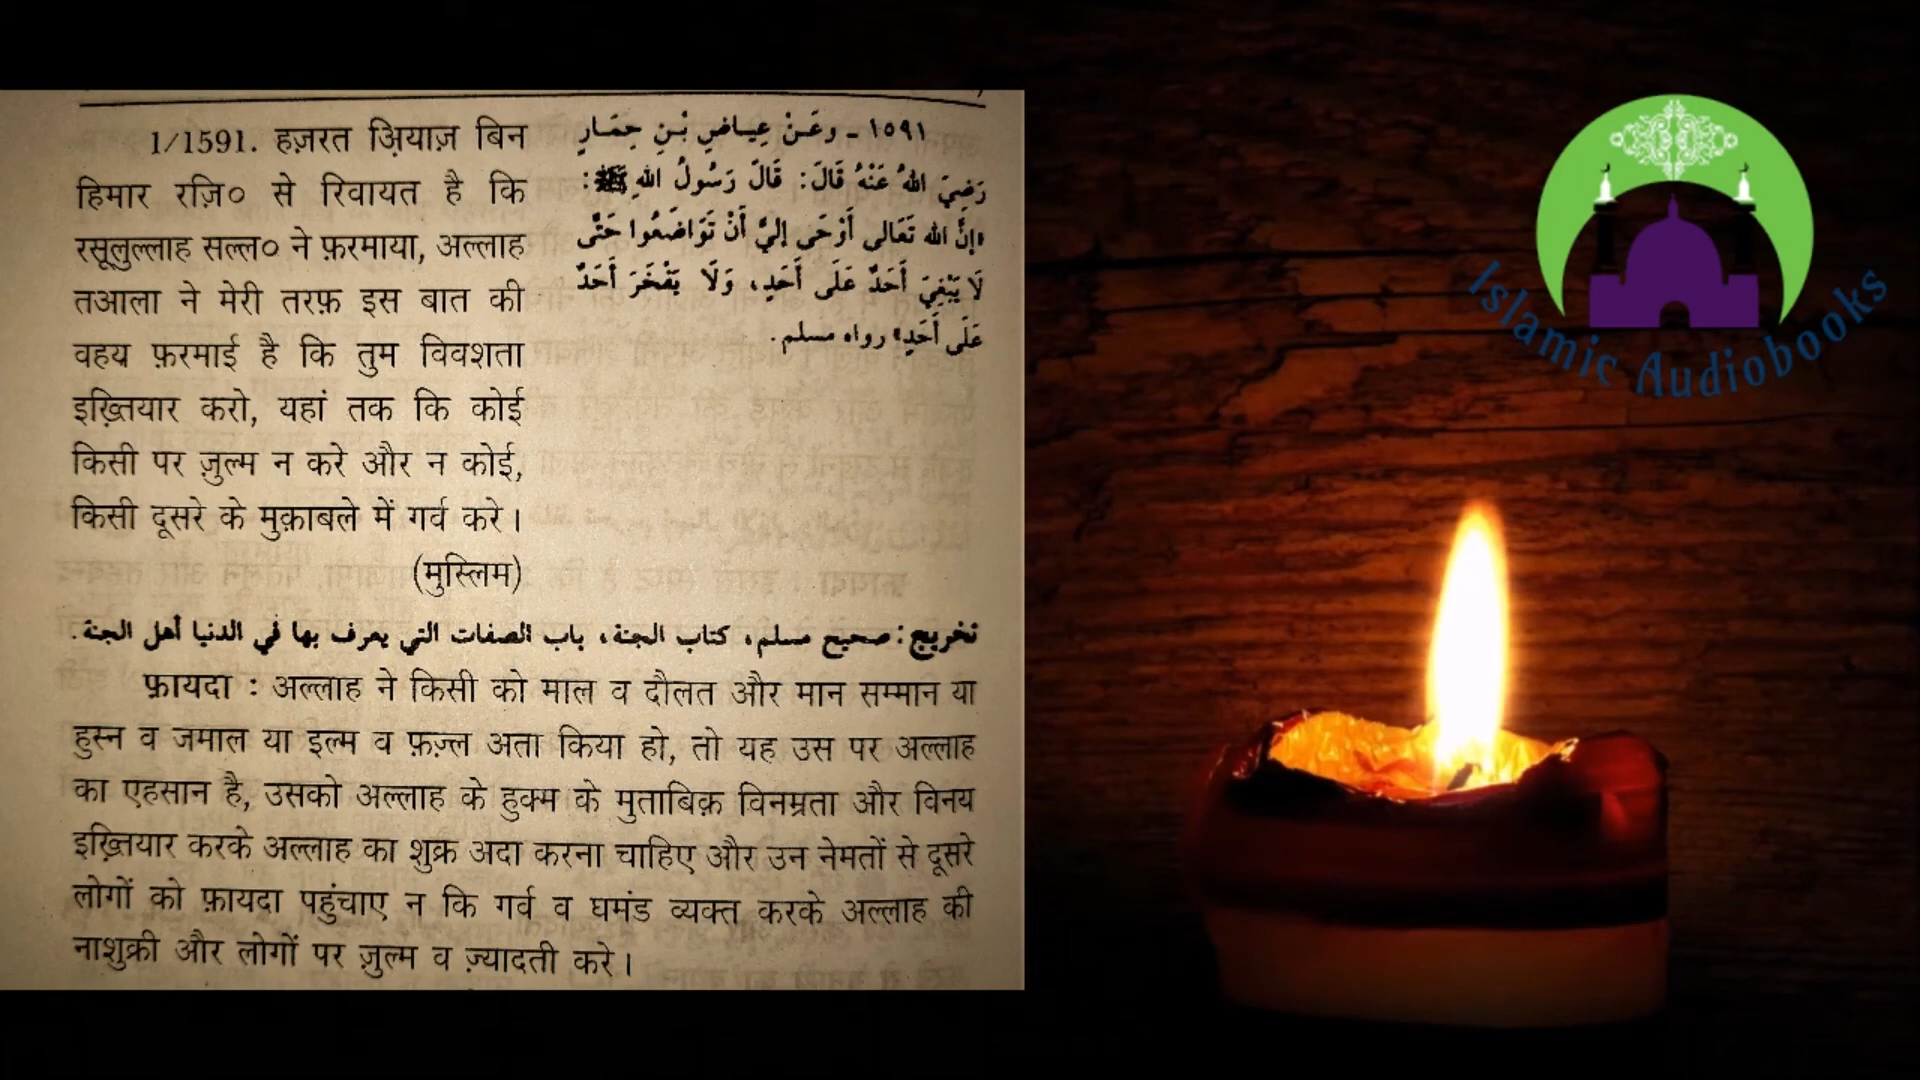 1/1591. हज़रत अ़ियाज़ बिन
हिमार रज़ि० से रिवायत है कि
रसूलुल्लाह सल्ल० ने फ़रमाया, अल्लाह
तआला ने मेरी तरफ़ इस बात की
वहय फ़रमाई है कि तुम विवशता
इख़्तियार करो, यहां तक कि कोई
किसी पर ज़ुल्म न करे और न कोई,
किसी दूसरे के मुक़ाबले में गर्व करे।
(मुस्लिम)
١٥٩١ - وعَنْ عِيَاضِ بْنِ حِمَارٍ
رَضِيَ اللهُ عَنْهُ قَالَ: قَالَ رَسُولُ اللهِ ﷺ:
«إنَّ الله تَعَالى أَوْحَى إليَّ أَنْ تَوَاضَعُوا حَتَّى
لَا يَبْغِيَ أَحَدٌ عَلَى أَحَدٍ، وَلَا يَفْخَرَ أَحَدٌ
عَلَى أَحَدٍ» رواه مسلم.
تخريج: صحيح مسلم، كتاب الجنة، باب الصفات التي يعرف بها في الدنيا أهل الجنة.
फ़ायदा : अल्लाह ने किसी को माल व दौलत और मान सम्मान या
हुस्न व जमाल या इल्म व फ़ज़्ल अता किया हो, तो यह उस पर अल्लाह
का एहसान है, उसको अल्लाह के हुक्म के मुताबिक़ विनम्रता और विनय
इख़्तियार करके अल्लाह का शुक्र अदा करना चाहिए और उन नेमतों से दूसरे
लोगों को फ़ायदा पहुंचाए न कि गर्व व घमंड व्यक्त करके अल्लाह की
नाशुक्री और लोगों पर ज़ुल्म व ज़्यादती करे।
Islamic Audiobooks